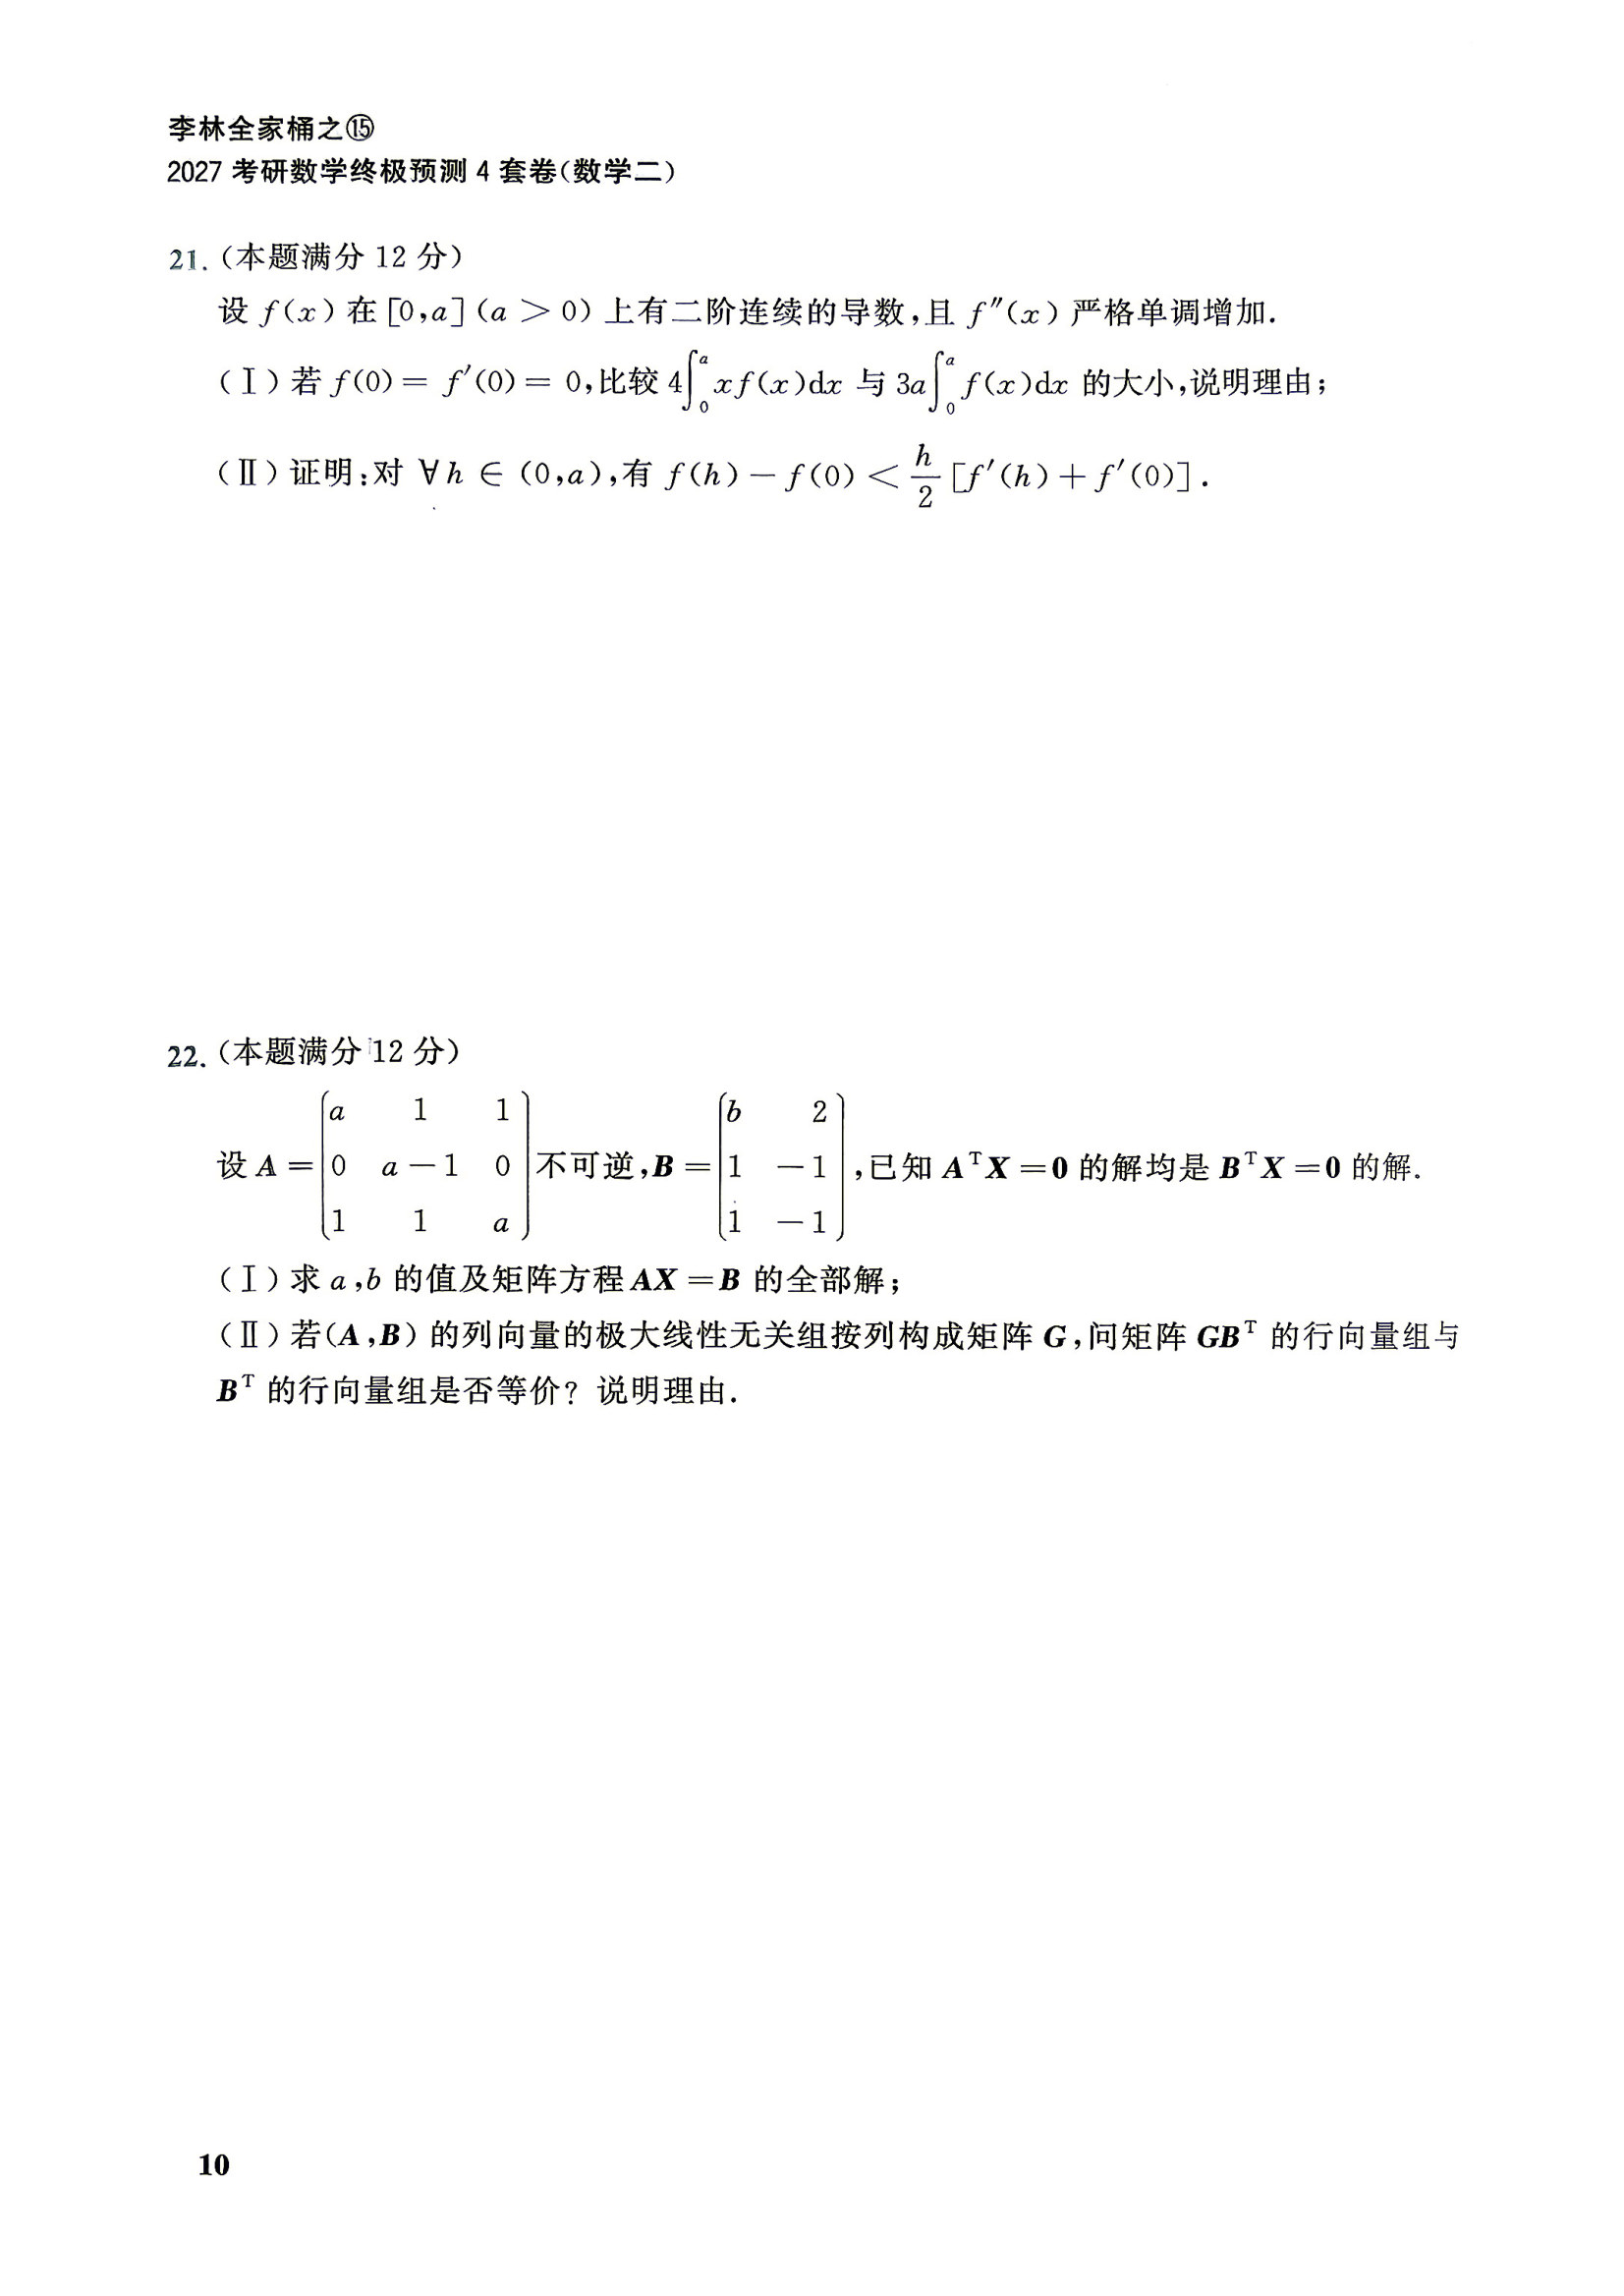 李林全家桶之⑮
2027 考研数学终极预测 4 套卷(数学二)
21. (本题满分 12 分)
设 f(x) 在 [0,a] (a > 0) 上有二阶连续的导数,且 f″(x) 严格单调增加.
(Ⅰ) 若 f(0) = f′(0) = 0,比较 4∫₀ᵃ xf(x)dx 与 3a∫₀ᵃ f(x)dx 的大小,说明理由;
(Ⅱ) 证明:对 ∀h ∈ (0,a),有 f(h) − f(0) < h/2 [f′(h) + f′(0)].
22. (本题满分 12 分)
a 1 1 b 2
设 A = 0 a − 1 0 不可逆,B = 1 −1 ,已知 AᵀX = 0 的解均是 BᵀX = 0 的解.
1 1 a 1 −1
(Ⅰ) 求 a,b 的值及矩阵方程 AX = B 的全部解;
(Ⅱ) 若(A,B) 的列向量的极大线性无关组按列构成矩阵 G,问矩阵 GBᵀ 的行向量组与
Bᵀ 的行向量组是否等价? 说明理由.
10